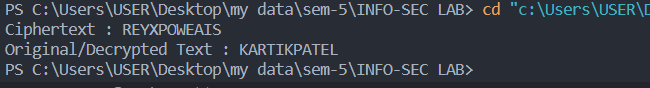 PS C:\Users\USER\Desktop\my data\sem-5\INFO-SEC LAB> cd "c:\Users\USER\D
Ciphertext : REYXPOWEAIS
Original/Decrypted Text : KARTIKPATEL
PS C:\Users\USER\Desktop\my data\sem-5\INFO-SEC LAB>